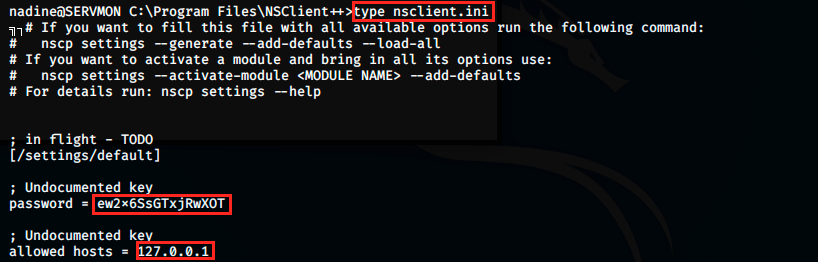 nadine@SERVMON C:\Program Files\NSClient++>type nsclient.ini
╗┐# If you want to fill this file with all available options run the following command:
#   nscp settings --generate --add-defaults --load-all
# If you want to activate a module and bring in all its options use:
#   nscp settings --activate-module <MODULE NAME> --add-defaults
# For details run: nscp settings --help
; in flight - TODO
[/settings/default]
; Undocumented key
password = ew2x6SsGTxjRwXOT
; Undocumented key
allowed hosts = 127.0.0.1